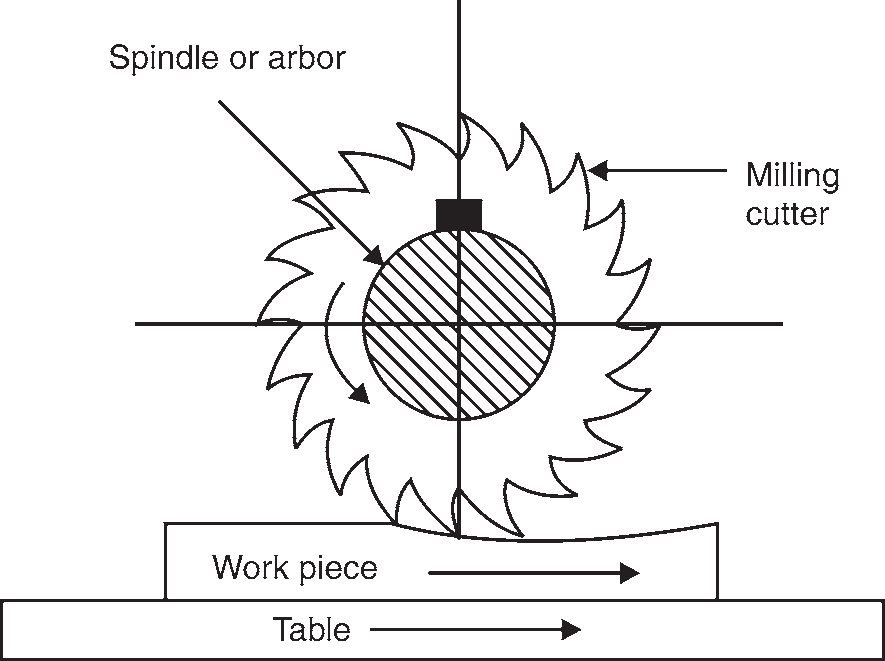 Spindle or arbor
Milling
cutter
Work piece
Table